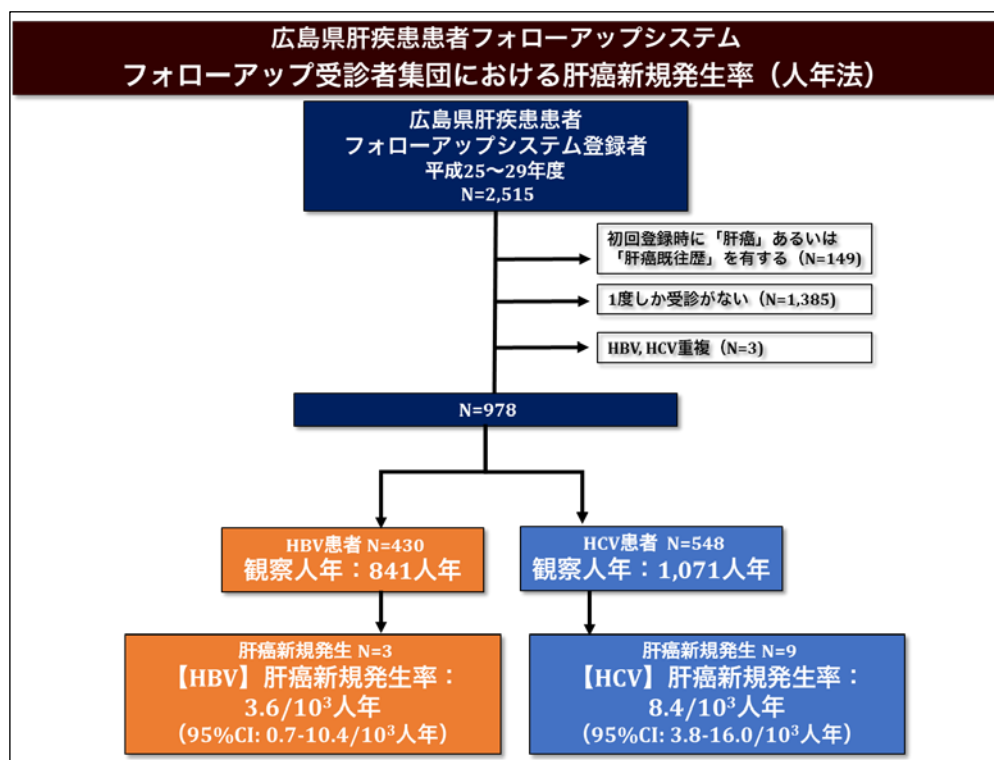 広島県肝疾患患者フォローアップシステム
フォローアップ受診者集団における肝癌新規発生率（人年法）
広島県肝疾患患者
フォローアップシステム登録者
平成25〜29年度
N=2,515
初回登録時に「肝癌」あるいは
「肝癌既往歴」を有する（N=149)
1度しか受診がない（N=1,385)
HBV, HCV重複（N=3)
N=978
HBV患者 N=430
観察人年：841人年
HCV患者 N=548
観察人年：1,071人年
肝癌新規発生 N=3
【HBV】肝癌新規発生率：
3.6/10³人年
（95%CI: 0.7-10.4/10³人年）
肝癌新規発生 N=9
【HCV】肝癌新規発生率：
8.4/10³人年
（95%CI: 3.8-16.0/10³人年）